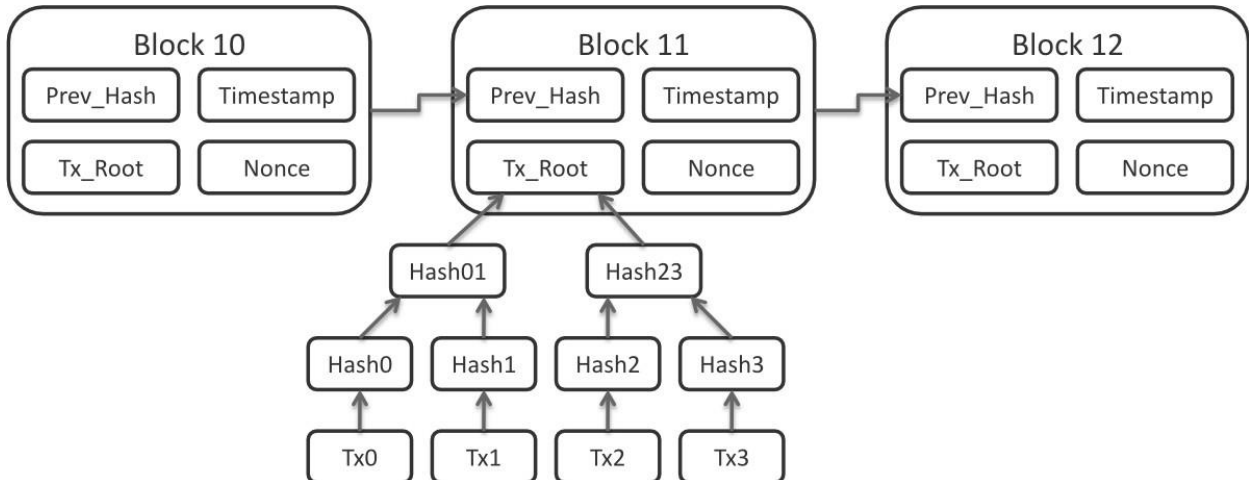 Block 10
Block 11
Block 12
Prev_Hash Timestamp
Prev_Hash Timestamp
Prev_Hash Timestamp
Tx_Root Nonce
Tx_Root Nonce
Tx_Root Nonce
Hash01
Hash23
Hash0
Hash1
Hash2
Hash3
Tx0
Tx1
Tx2
Tx3